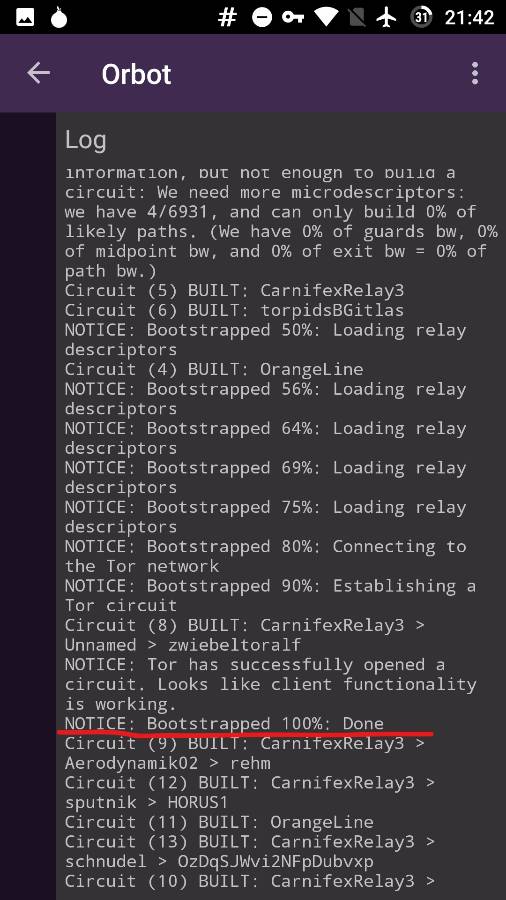 # 31 21:42
Orbot
Log
information, but not enough to build a
circuit: We need more microdescriptors:
we have 4/6931, and can only build 0% of
likely paths. (We have 0% of guards bw, 0%
of midpoint bw, and 0% of exit bw = 0% of
path bw.)
Circuit (5) BUILT: CarnifexRelay3
Circuit (6) BUILT: torpidsBGitlas
NOTICE: Bootstrapped 50%: Loading relay
descriptors
Circuit (4) BUILT: OrangeLine
NOTICE: Bootstrapped 56%: Loading relay
descriptors
NOTICE: Bootstrapped 64%: Loading relay
descriptors
NOTICE: Bootstrapped 69%: Loading relay
descriptors
NOTICE: Bootstrapped 75%: Loading relay
descriptors
NOTICE: Bootstrapped 80%: Connecting to
the Tor network
NOTICE: Bootstrapped 90%: Establishing a
Tor circuit
Circuit (8) BUILT: CarnifexRelay3 >
Unnamed > zwiebeltoralf
NOTICE: Tor has successfully opened a
circuit. Looks like client functionality
is working.
NOTICE: Bootstrapped 100%: Done
Circuit (9) BUILT: CarnifexRelay3 >
Aerodynamik02 > rehm
Circuit (12) BUILT: CarnifexRelay3 >
sputnik > HORUS1
Circuit (11) BUILT: OrangeLine
Circuit (13) BUILT: CarnifexRelay3 >
schnudel > OzDqSJWvi2NFpDubvxp
Circuit (10) BUILT: CarnifexRelay3 >